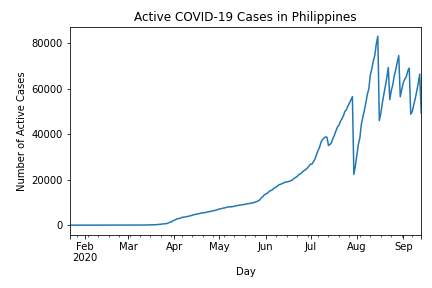 Active COVID-19 Cases in Philippines
Number of Active Cases
80000
60000
40000
20000
0
Feb Mar Apr May Jun Jul Aug Sep
2020
Day